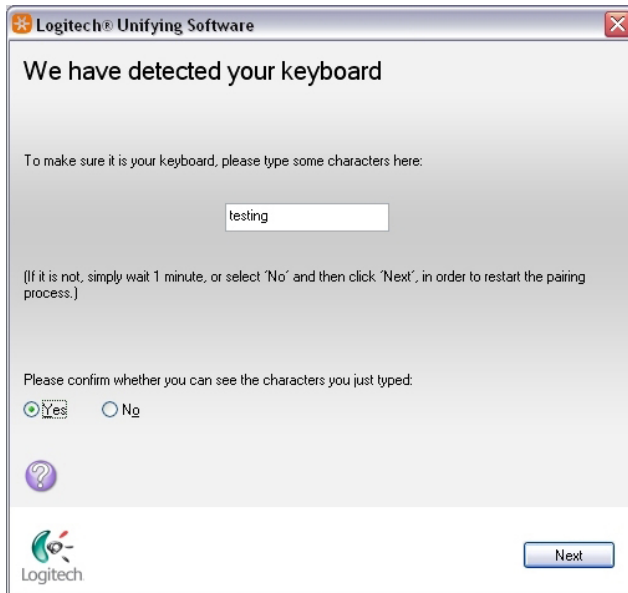 Logitech® Unifying Software
We have detected your keyboard
To make sure it is your keyboard, please type some characters here:
testing
(If it is not, simply wait 1 minute, or select ´No´ and then click ´Next´, in order to restart the pairing
process.)
Please confirm whether you can see the characters you just typed:
Yes No
?
Logitech
Next